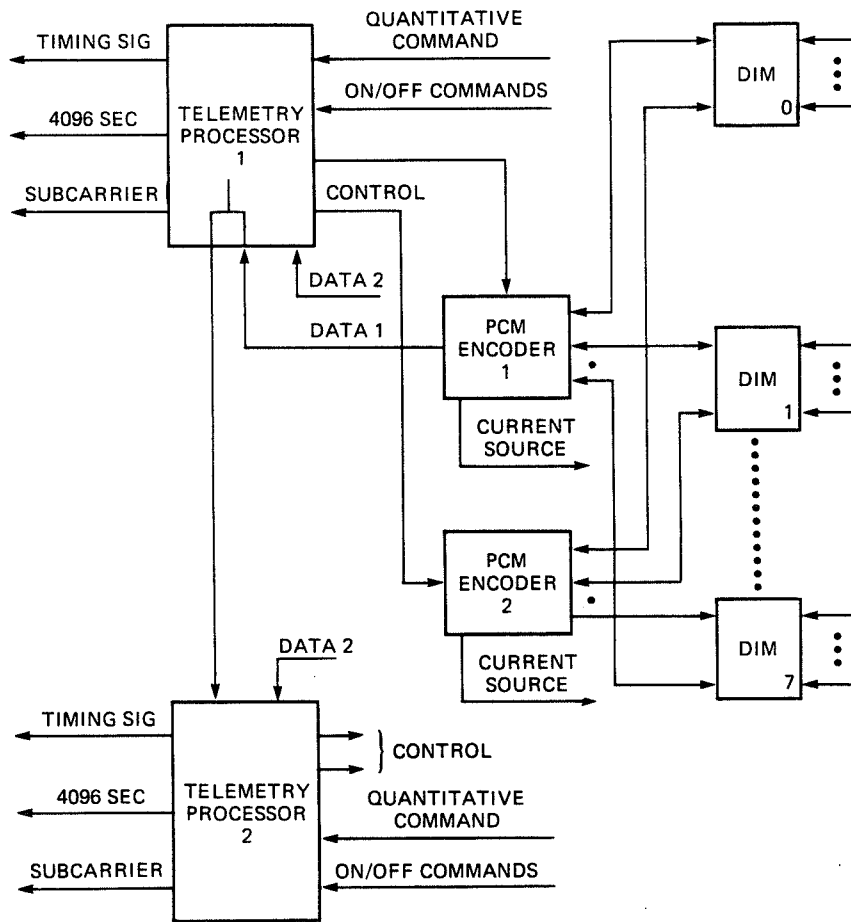 QUANTITATIVE
COMMAND
TIMING SIG
ON/OFF COMMANDS
TELEMETRY
PROCESSOR
1
4096 SEC
SUBCARRIER
CONTROL
DIM
0
DATA 2
DATA 1
PCM
ENCODER
1
DIM
1
CURRENT
SOURCE
PCM
ENCODER
2
DATA 2
CURRENT
SOURCE
DIM
7
TIMING SIG
CONTROL
TELEMETRY
PROCESSOR
2
4096 SEC
QUANTITATIVE
COMMAND
SUBCARRIER
ON/OFF COMMANDS